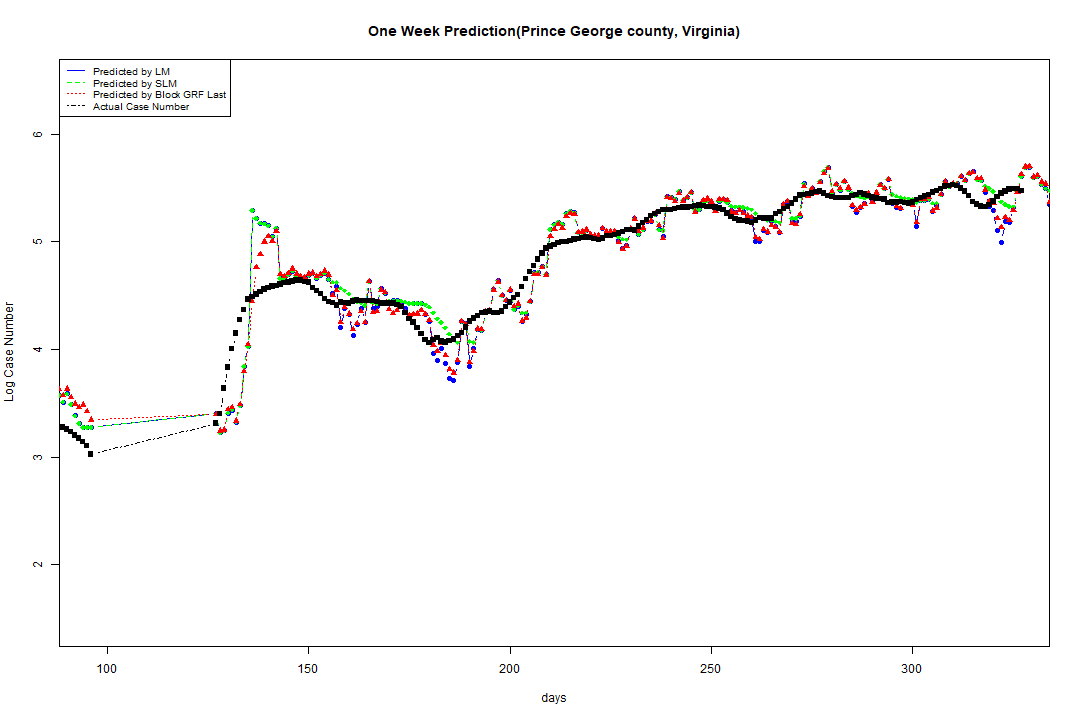 One Week Prediction(Prince George county, Virginia)
Predicted by LM
Predicted by SLM
Predicted by Block GRF Last
Actual Case Number
6
5
4
3
2
Log Case Number
100 150 200 250 300
days